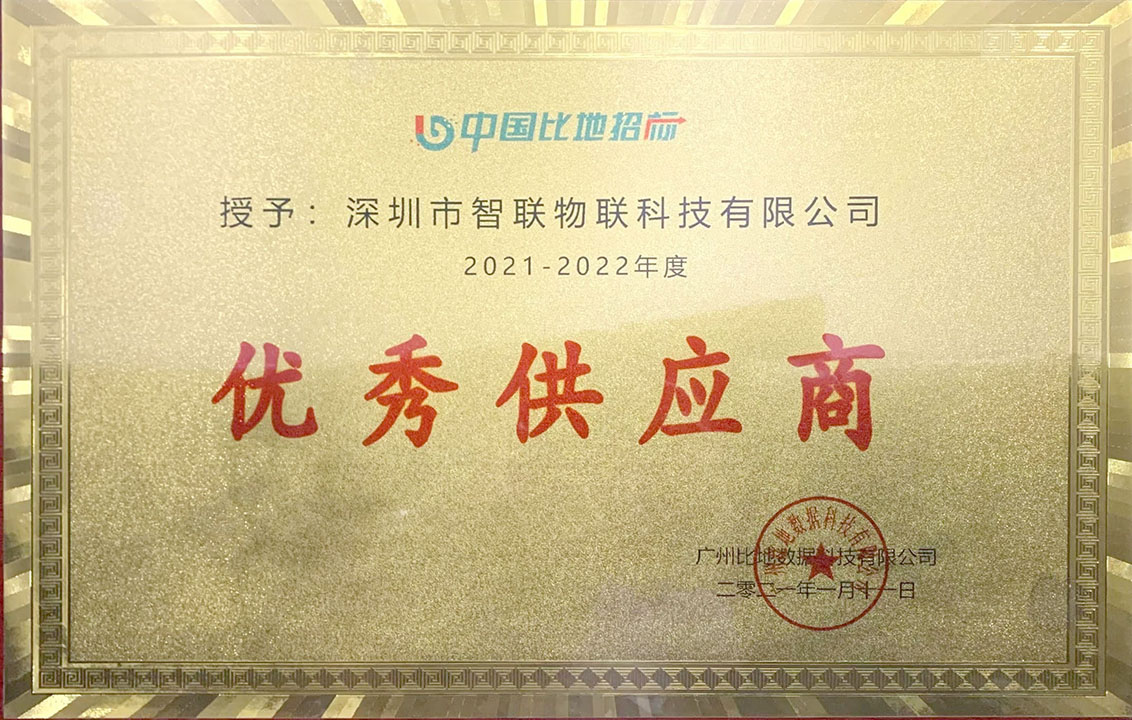 中国比地招标
授予：深圳市智联物联科技有限公司
2021-2022年度
优秀供应商
广州比地数据科技有限公司
二零二一年一月十一日